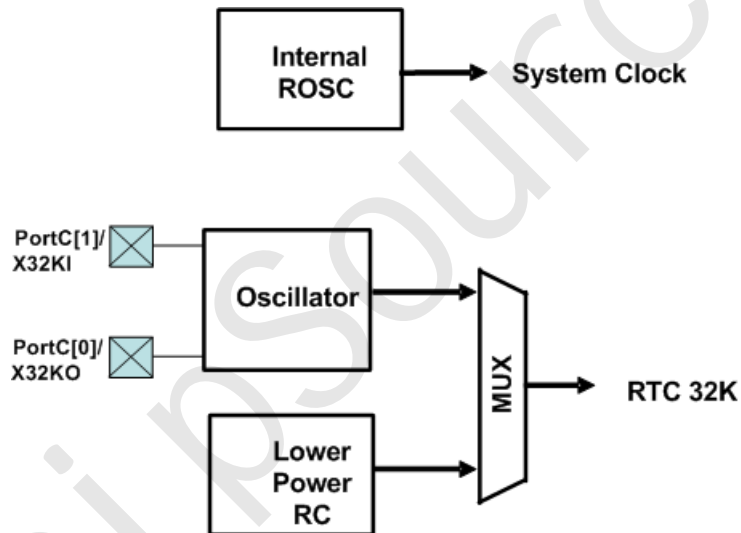 Internal
ROSC
System Clock
PortC[1]/
X32KI
Oscillator
PortC[0]/
X32KO
MUX
RTC 32K
Lower
Power
RC